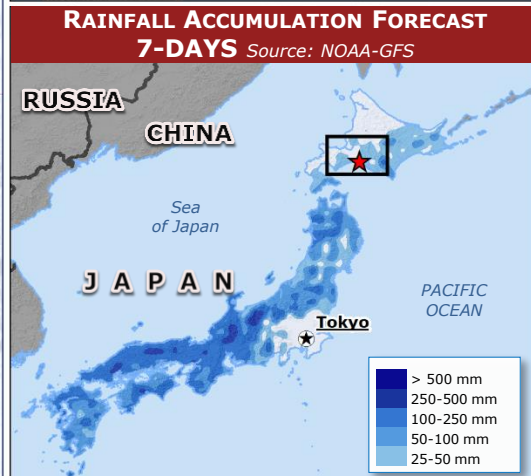 RAINFALL ACCUMULATION FORECAST
7-DAYS Source: NOAA-GFS
RUSSIA
CHINA
Sea
of Japan
JAPAN
PACIFIC
OCEAN
Tokyo
> 500 mm
250-500 mm
100-250 mm
50-100 mm
25-50 mm